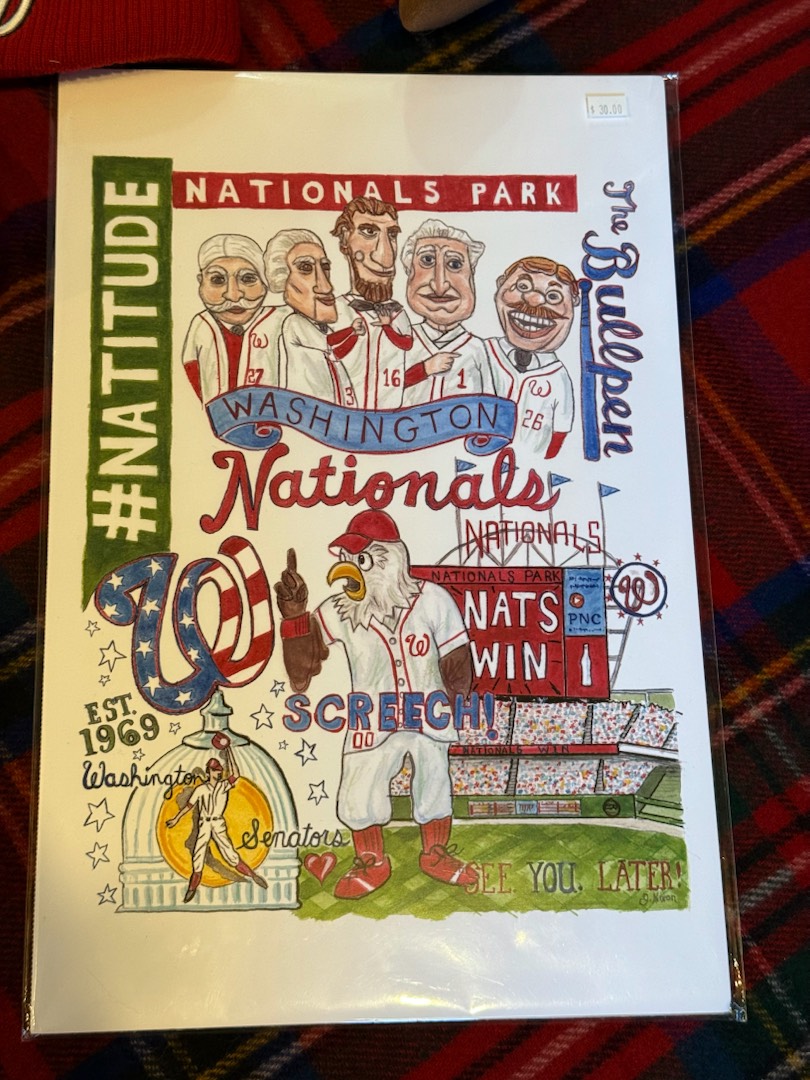 $ 30.00
#NATITUDE
NATIONALS PARK
The Bullpen
W
27
3
16
1
W
26
WASHINGTON
Nationals
NATIONALS
W
W
NATIONALS PARK
NATS
WIN
PNC
W
SCREECH!
00
NATIONALS WIN
EST.
1969
Washington
Senators
SEE. YOU. LATER!